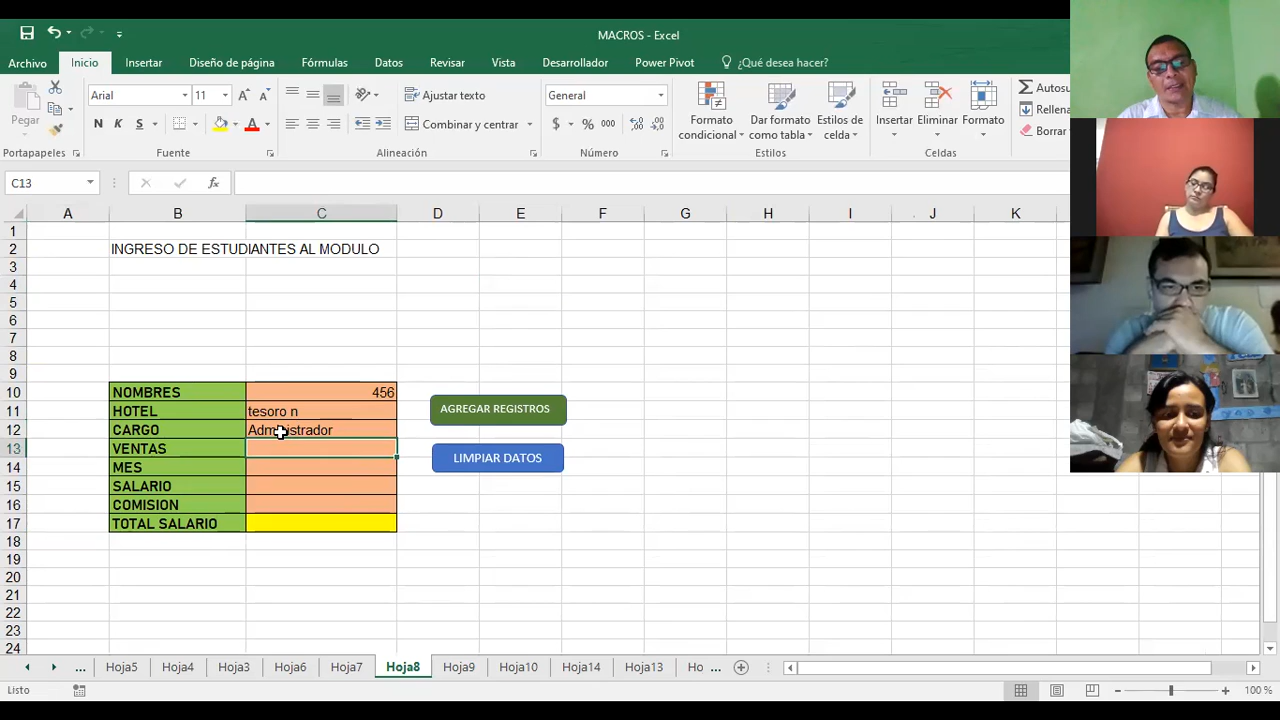 MACROS - Excel
Archivo Inicio Insertar Diseño de página Fórmulas Datos Revisar Vista Desarrollador Power Pivot ¿Qué desea hacer?
Pegar
Arial 11
N K S
Ajustar texto
Combinar y centrar
General
$ % 000
Formato condicional
Dar formato como tabla
Estilos de celda
Insertar
Eliminar
Formato
Autosu
Rellena
Borrar
Portapapeles Fuente Alineación Número Estilos Celdas
C13 fx
A B C D E F G H I J K
1
2 INGRESO DE ESTUDIANTES AL MODULO
3
4
5
6
7
8
9
10 NOMBRES 456
11 HOTEL tesoro n
12 CARGO Administrador
13 VENTAS
14 MES
15 SALARIO
16 COMISION
17 TOTAL SALARIO
18
19
20
21
22
23
24
AGREGAR REGISTROS
LIMPIAR DATOS
... Hoja5 Hoja4 Hoja3 Hoja6 Hoja7 Hoja8 Hoja9 Hoja10 Hoja14 Hoja13 Ho ...
Listo 100 %